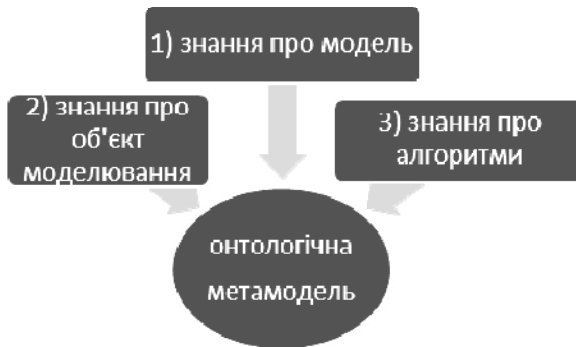 1) знання про модель
2) знання про
об'єкт
моделювання
3) знання про
алгоритми
онтологічна
метамодель